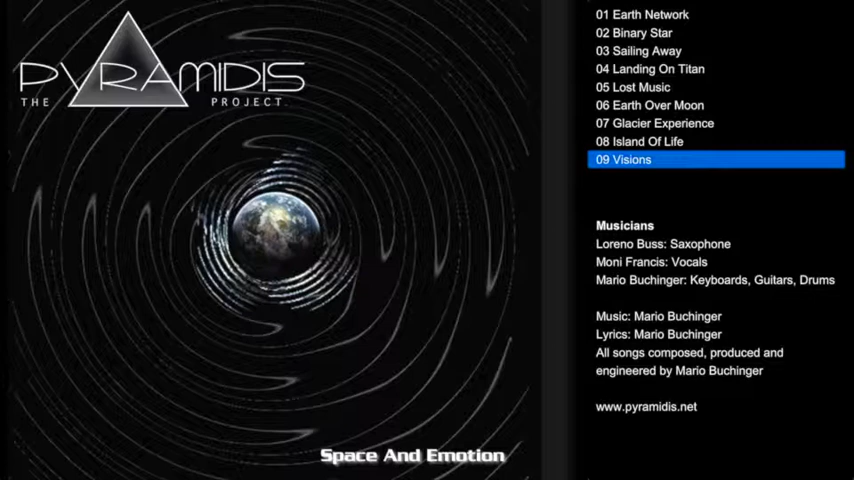 PYRAMIDIS
THE PROJECT.
Space And Emotion
01 Earth Network
02 Binary Star
03 Sailing Away
04 Landing On Titan
05 Lost Music
06 Earth Over Moon
07 Glacier Experience
08 Island Of Life
09 Visions
Musicians
Loreno Buss: Saxophone
Moni Francis: Vocals
Mario Buchinger: Keyboards, Guitars, Drums
Music: Mario Buchinger
Lyrics: Mario Buchinger
All songs composed, produced and
engineered by Mario Buchinger
www.pyramidis.net